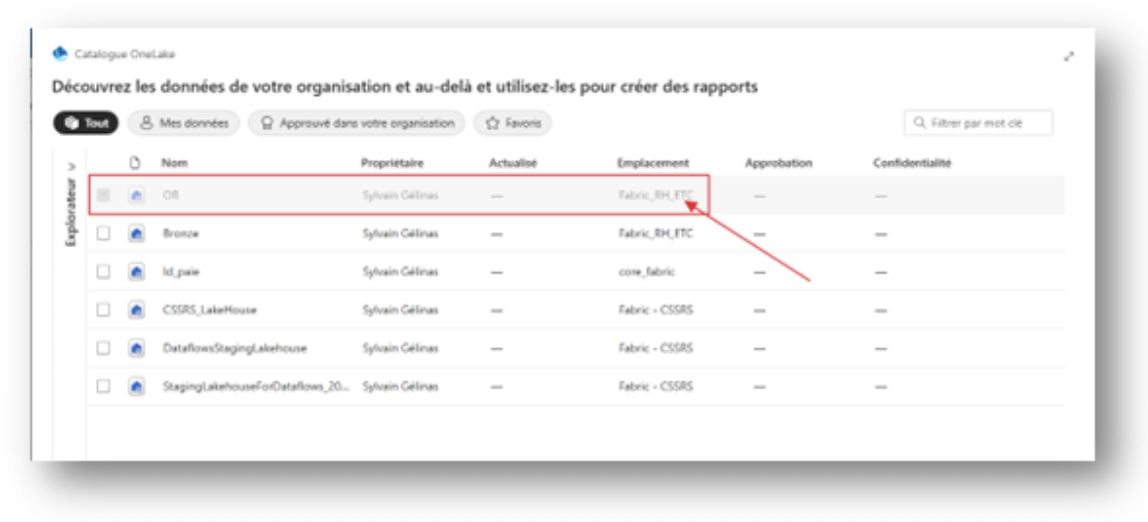 Catalogue OneLake
Découvrez les données de votre organisation et au-delà et utilisez-les pour créer des rapports
Tout Mes données Approuvé dans votre organisation Favoris Filtrer par mot clé
Explorateur
Nom Propriétaire Actualisé Emplacement Approbation Confidentialité
OR Sylvain Gélinas — Fabric_RH_ETC — —
Bronze Sylvain Gélinas — Fabric_RH_ETC — —
ld_paie Sylvain Gélinas — core_fabric — —
CSSRS_LakeHouse Sylvain Gélinas — Fabric - CSSRS — —
DataflowsStagingLakehouse Sylvain Gélinas — Fabric - CSSRS — —
StagingLakehouseForDataflows_20... Sylvain Gélinas — Fabric - CSSRS — —